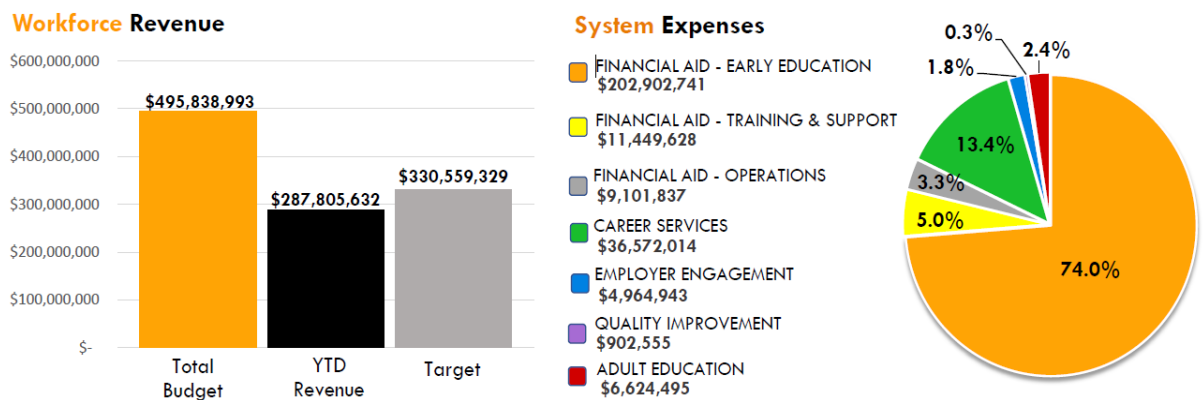 Workforce Revenue
$600,000,000
$500,000,000
$400,000,000
$300,000,000
$200,000,000
$100,000,000
$-
$495,838,993
$287,805,632
$330,559,329
Total
Budget
YTD
Revenue
Target
System Expenses
FINANCIAL AID - EARLY EDUCATION
$202,902,741
FINANCIAL AID - TRAINING & SUPPORT
$11,449,628
FINANCIAL AID - OPERATIONS
$9,101,837
CAREER SERVICES
$36,572,014
EMPLOYER ENGAGEMENT
$4,964,943
QUALITY IMPROVEMENT
$902,555
ADULT EDUCATION
$6,624,495
0.3%
2.4%
1.8%
13.4%
3.3%
5.0%
74.0%